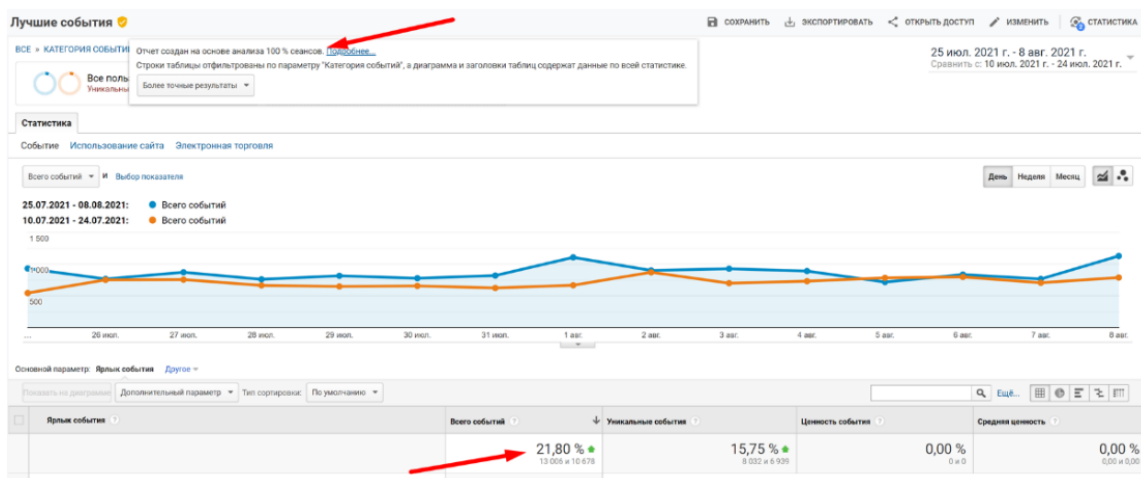 Лучшие события
СОХРАНИТЬ ЭКСПОРТИРОВАТЬ ОТКРЫТЬ ДОСТУП ИЗМЕНИТЬ СТАТИСТИКА
ВСЕ » КАТЕГОРИЯ СОБЫТИ
Отчет создан на основе анализа 100 % сеансов. Подробнее...
Строки таблицы отфильтрованы по параметру "Категория событий", а диаграмма и заголовки таблиц содержат данные по всей статистике.
Более точные результаты
25 июл. 2021 г. - 8 авг. 2021 г.
Сравнить с: 10 июл. 2021 г. - 24 июл. 2021 г.
Все поль
Уникальны
Статистика
Событие Использование сайта Электронная торговля
Всего событий И Выбор показателя
День Неделя Месяц
25.07.2021 - 08.08.2021: Всего событий
10.07.2021 - 24.07.2021: Всего событий
1 500
1 000
500
... 26 июл. 27 июл. 28 июл. 29 июл. 30 июл. 31 июл. 1 авг. 2 авг. 3 авг. 4 авг. 5 авг. 6 авг. 7 авг. 8 авг.
Основной параметр: Ярлык события Другое
Показать на диаграмме Дополнительный параметр Тип сортировки: По умолчанию Ещё...
Ярлык события ? Всего событий ? Уникальные события ? Ценность события ? Средняя ценность ?
21,80 % 15,75 % 0,00 % 0,00 %
13 006 и 10 678 8 032 и 6 939 0 и 0 0,00 и 0,00